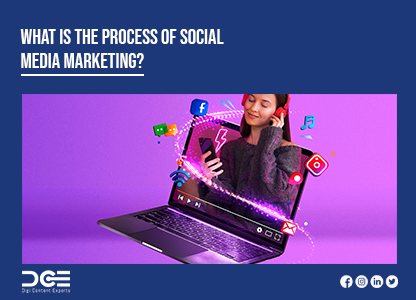 WHAT IS THE PROCESS OF SOCIAL
MEDIA MARKETING?
DCE
Digi Content Experts